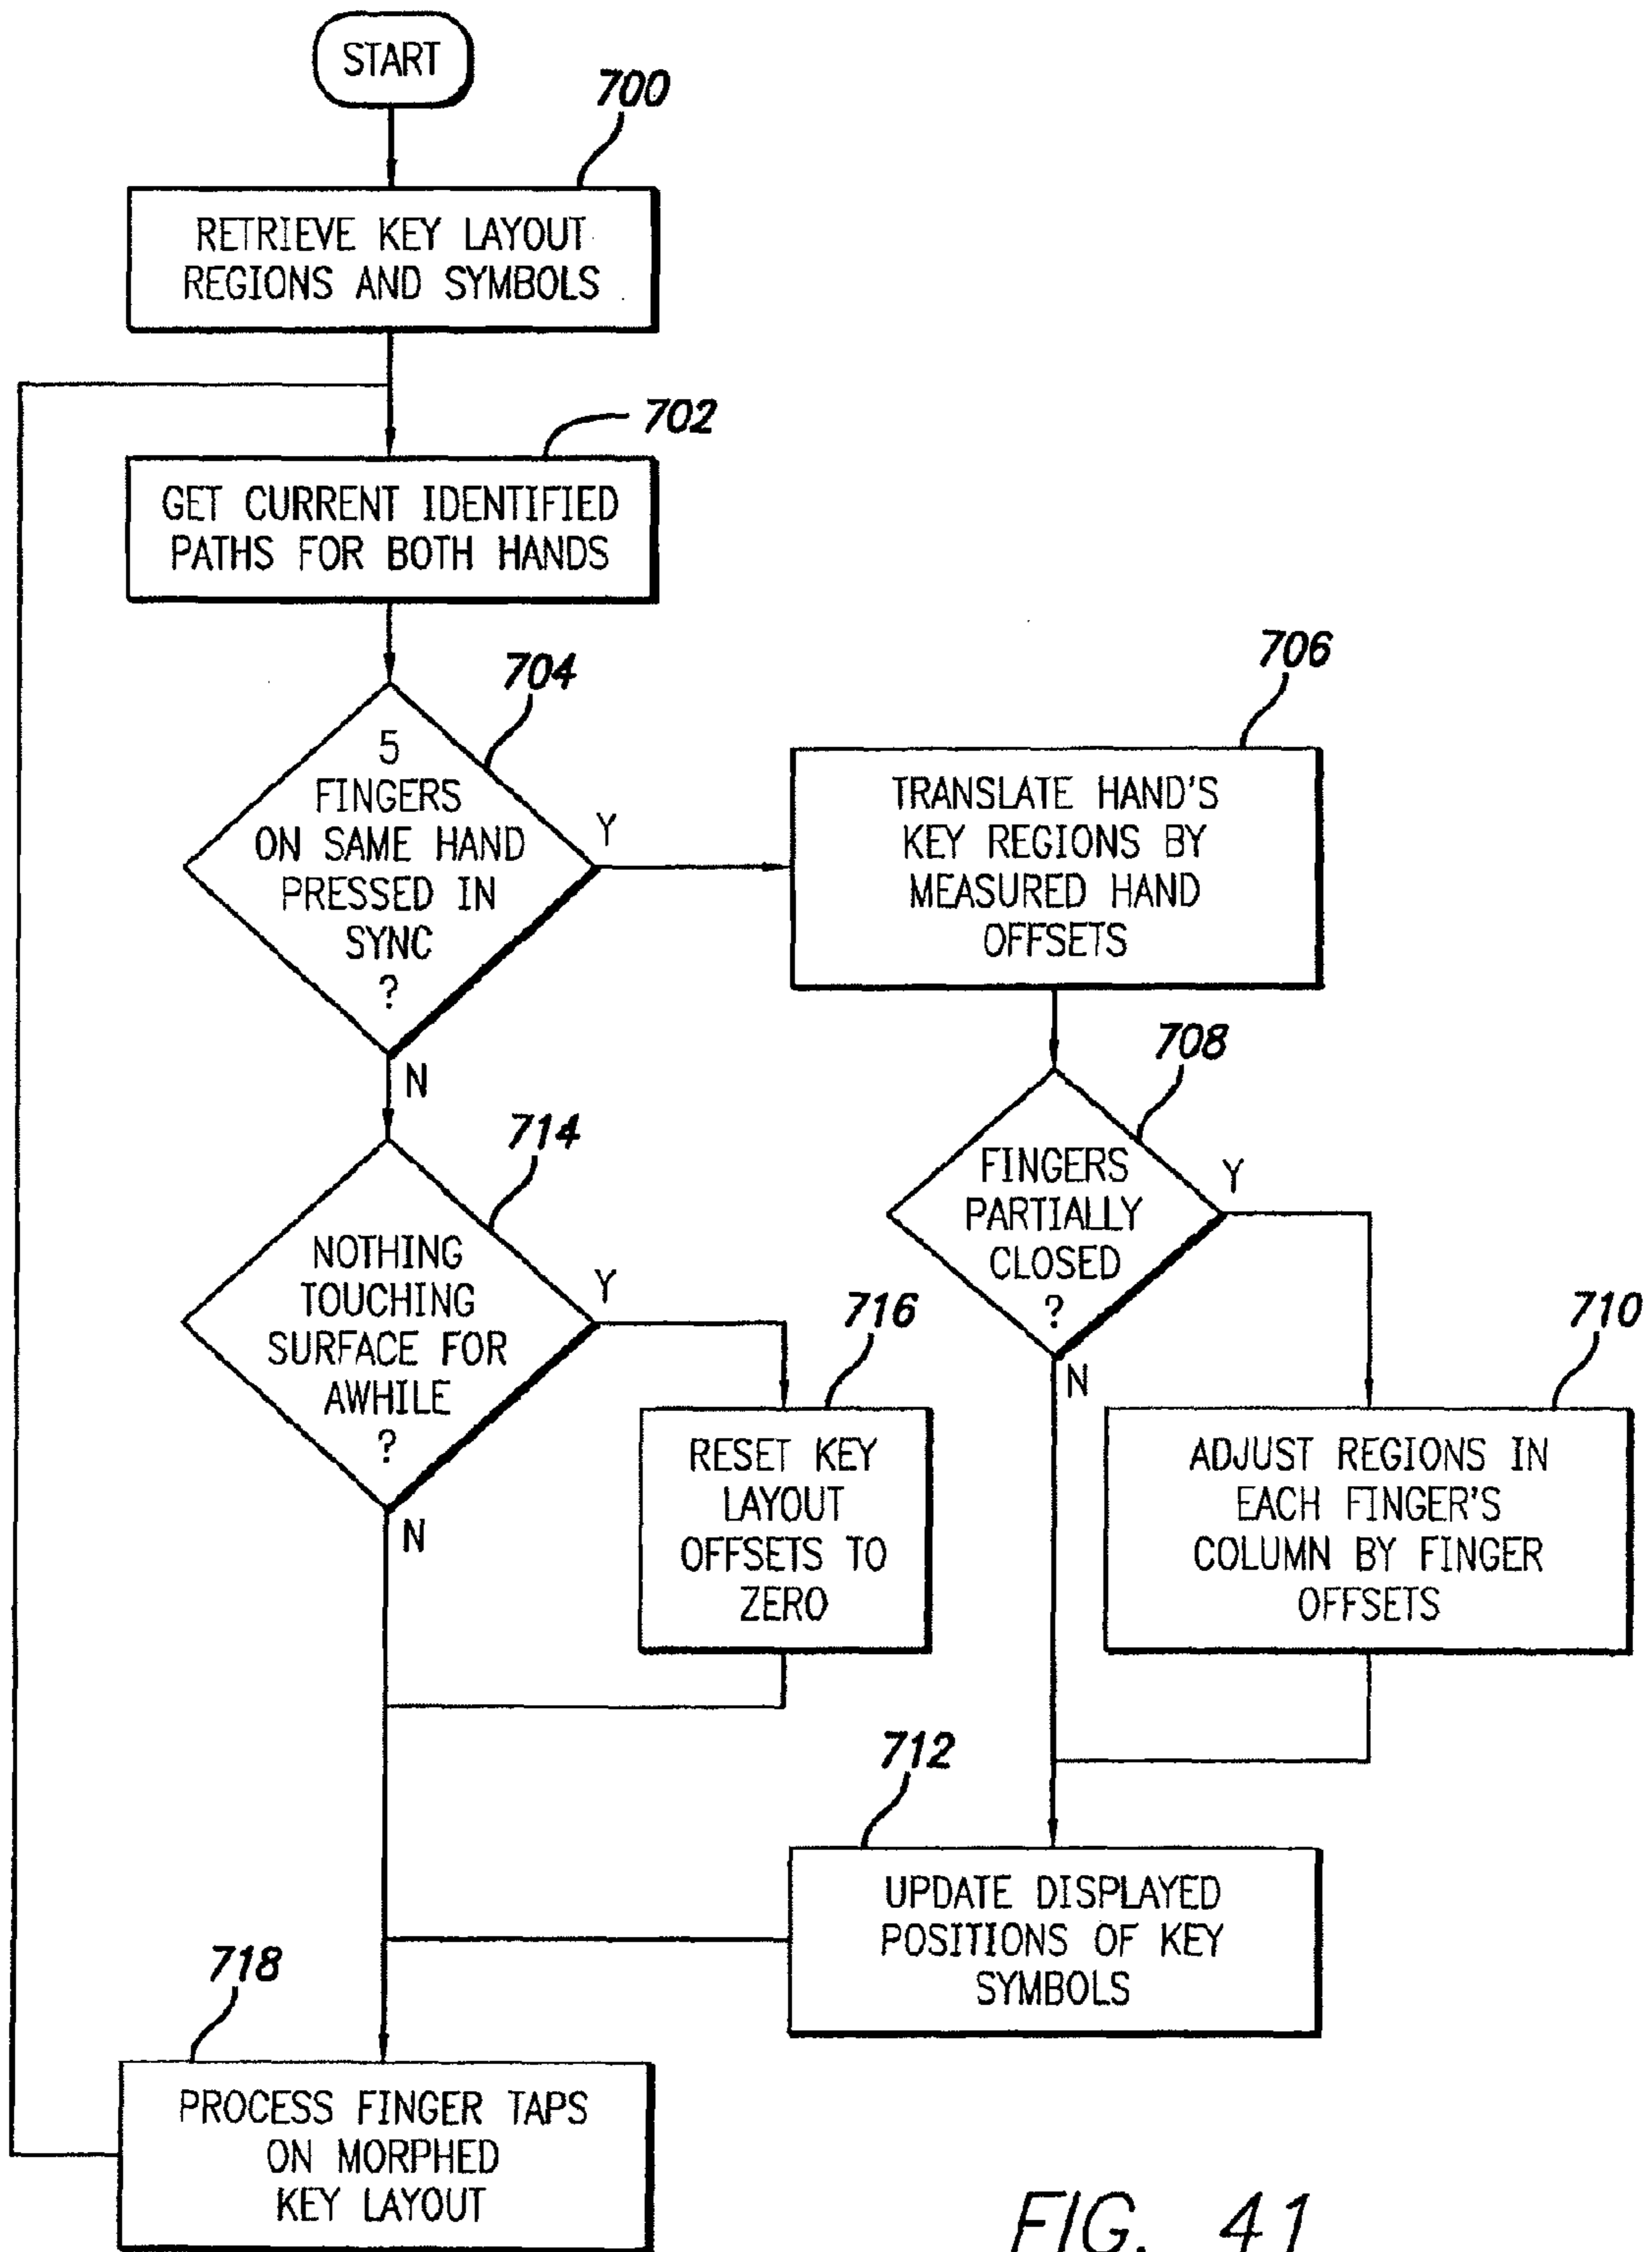 START
700
RETRIEVE KEY LAYOUT
REGIONS AND SYMBOLS
702
GET CURRENT IDENTIFIED
PATHS FOR BOTH HANDS
704
5
FINGERS
ON SAME HAND
PRESSED IN
SYNC
?
Y
N
706
TRANSLATE HAND'S
KEY REGIONS BY
MEASURED HAND
OFFSETS
708
FINGERS
PARTIALLY
CLOSED
?
Y
N
710
ADJUST REGIONS IN
EACH FINGER'S
COLUMN BY FINGER
OFFSETS
714
NOTHING
TOUCHING
SURFACE FOR
AWHILE
?
Y
N
716
RESET KEY
LAYOUT
OFFSETS TO
ZERO
712
UPDATE DISPLAYED
POSITIONS OF KEY
SYMBOLS
718
PROCESS FINGER TAPS
ON MORPHED
KEY LAYOUT
FIG. 41